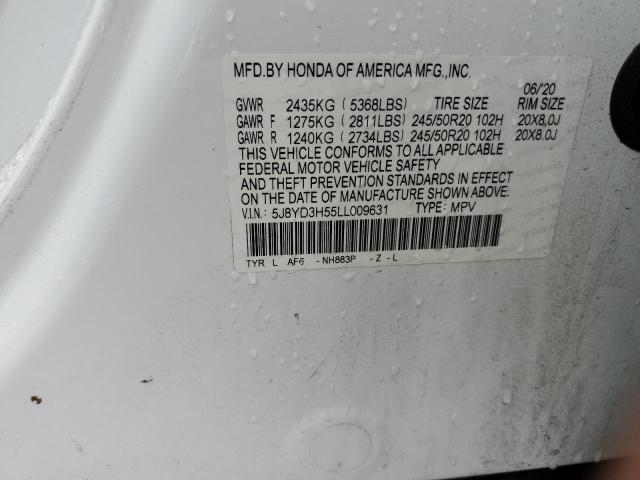 MFD.BY HONDA OF AMERICA MFG.,INC.
06/'20
GVWR 2435KG ( 5368LBS) TIRE SIZE RIM SIZE
GAWR F 1275KG ( 2811LBS) 245/50R20 102H 20X8.0J
GAWR R 1240KG ( 2734LBS) 245/50R20 102H 20X8.0J
THIS VEHICLE CONFORMS TO ALL APPLICABLE
FEDERAL MOTOR VEHICLE SAFETY
AND THEFT PREVENTION STANDARDS IN EFFECT
ON THE DATE OF MANUFACTURE SHOWN ABOVE.
V.I.N.: 5J8YD3H55LL009631 TYPE: MPV
TYR L AF6 -NH883P -Z -L